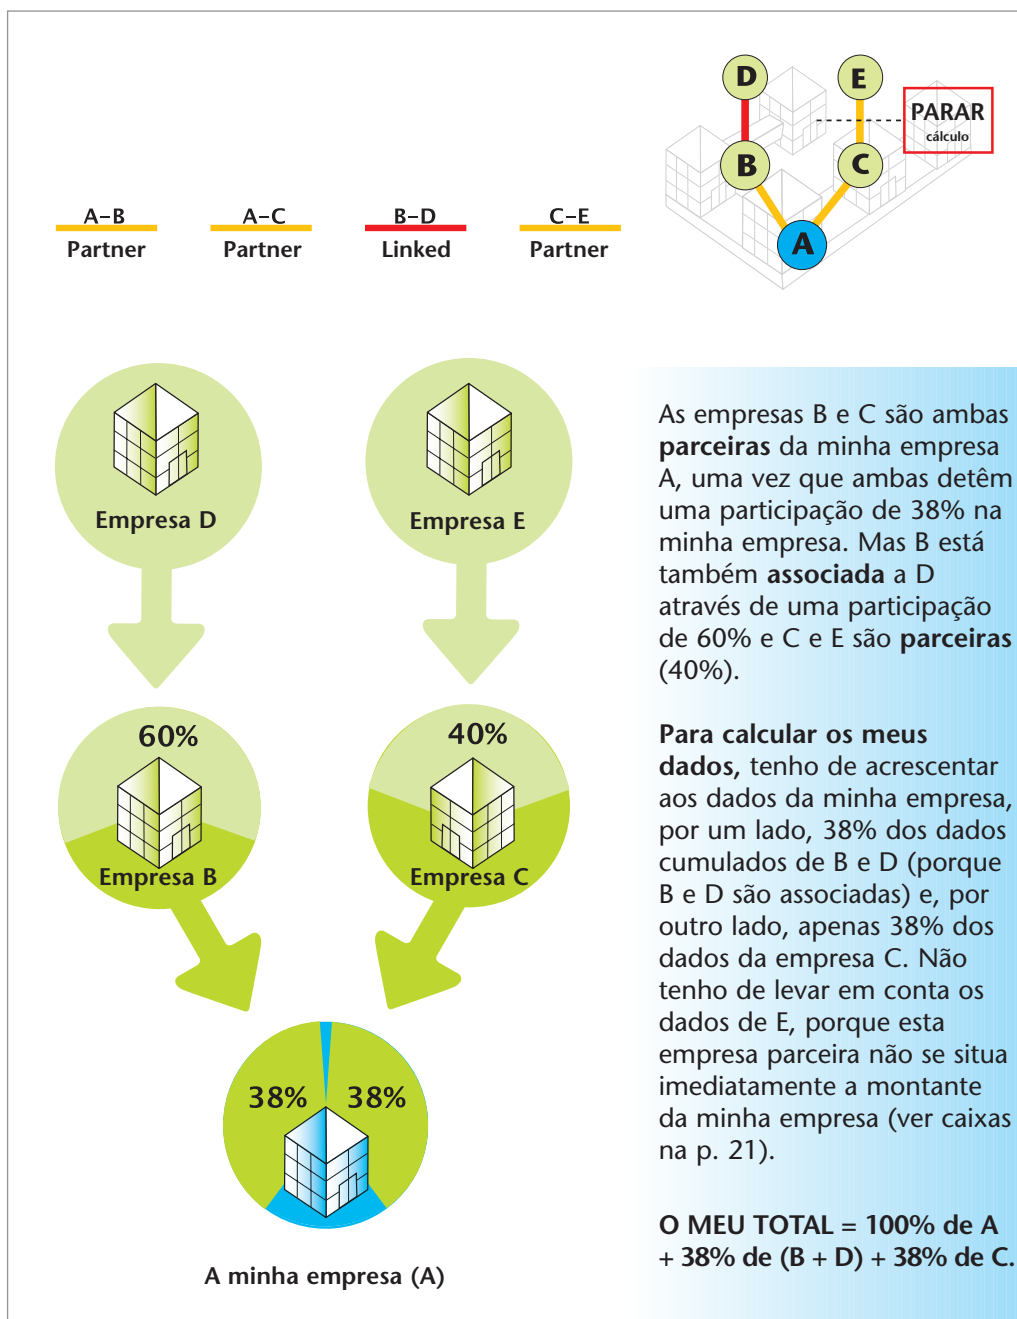 D
E
PARAR
cálculo
B
C
A
A–B
Partner
A–C
Partner
B–D
Linked
C–E
Partner
Empresa D
Empresa E
60%
Empresa B
40%
Empresa C
38%
38%
A minha empresa (A)
As empresas B e C são ambas
parceiras da minha empresa
A, uma vez que ambas detêm
uma participação de 38% na
minha empresa. Mas B está
também associada a D
através de uma participação
de 60% e C e E são parceiras
(40%).
Para calcular os meus
dados, tenho de acrescentar
aos dados da minha empresa,
por um lado, 38% dos dados
cumulados de B e D (porque
B e D são associadas) e, por
outro lado, apenas 38% dos
dados da empresa C. Não
tenho de levar em conta os
dados de E, porque esta
empresa parceira não se situa
imediatamente a montante
da minha empresa (ver caixas
na p. 21).
O MEU TOTAL = 100% de A
+ 38% de (B + D) + 38% de C.